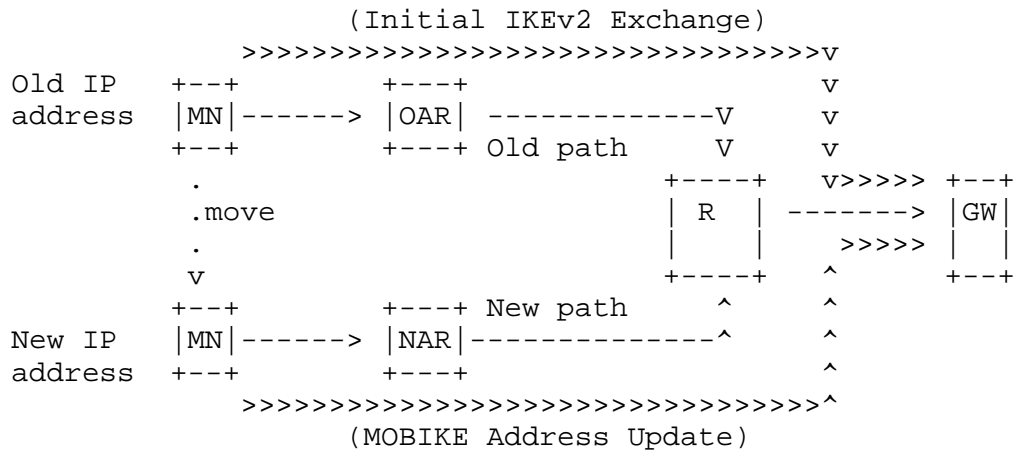 (Initial IKEv2 Exchange)
>>>>>>>>>>>>>>>>>>>>>>>>>>>>>>>>>>>>>>>>v
Old IP +--+ +---+ v
address |MN|------> |OAR| -------------V v
+--+ +---+ Old path V v
. +----+ v>>>>> +--+
.move | R | -------> |GW|
. | | >>>>> | |
v +----+ ^ +--+
+--+ +---+ New path ^ ^
New IP |MN|------> |NAR|--------------^ ^
address +--+ +---+ ^
>>>>>>>>>>>>>>>>>>>>>>>>>>>>>>>>>>>>>>>>^
(MOBIKE Address Update)